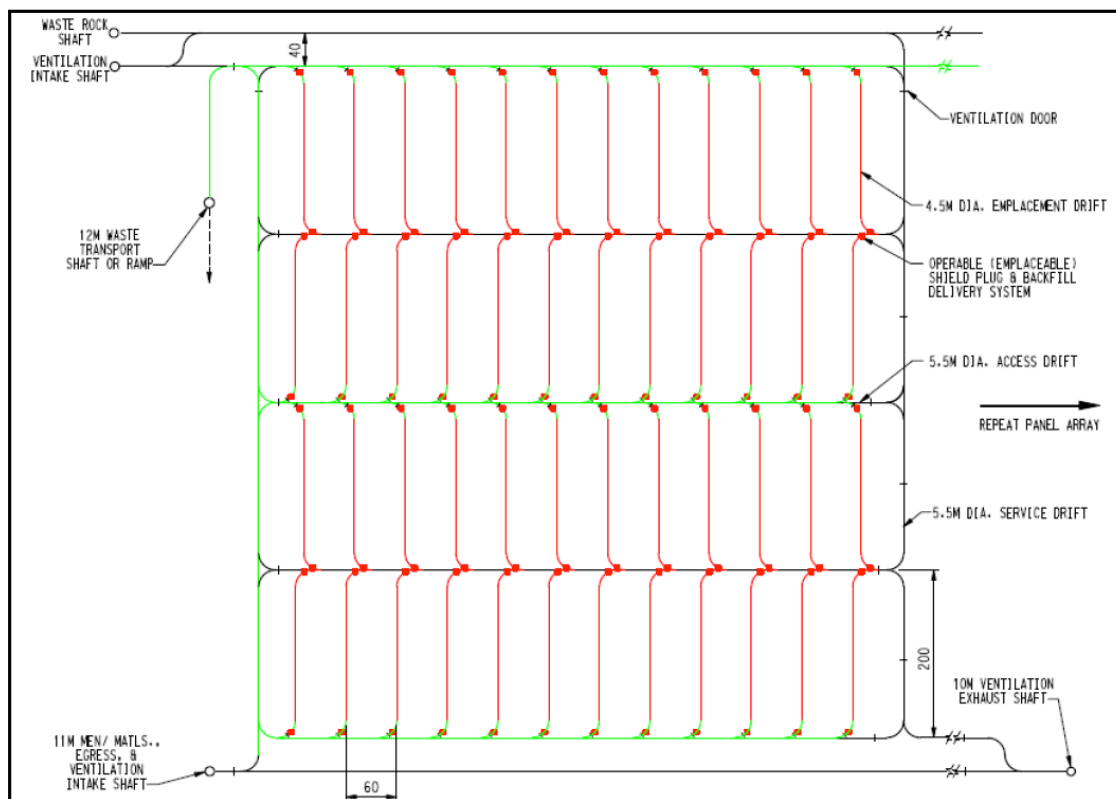 WASTE ROCK
SHAFT
VENTILATION
INTAKE SHAFT
40
VENTILATION DOOR
4.5M DIA. EMPLACEMENT DRIFT
12M WASTE
TRANSPORT
SHAFT OR RAMP
OPERABLE (EMPLACEABLE)
SHIELD PLUG & BACKFILL
DELIVERY SYSTEM
5.5M DIA. ACCESS DRIFT
REPEAT PANEL ARRAY
5.5M DIA. SERVICE DRIFT
200
10M VENTILATION
EXHAUST SHAFT
11M MEN/ MATLS.,
EGRESS, &
VENTILATION
INTAKE SHAFT
60